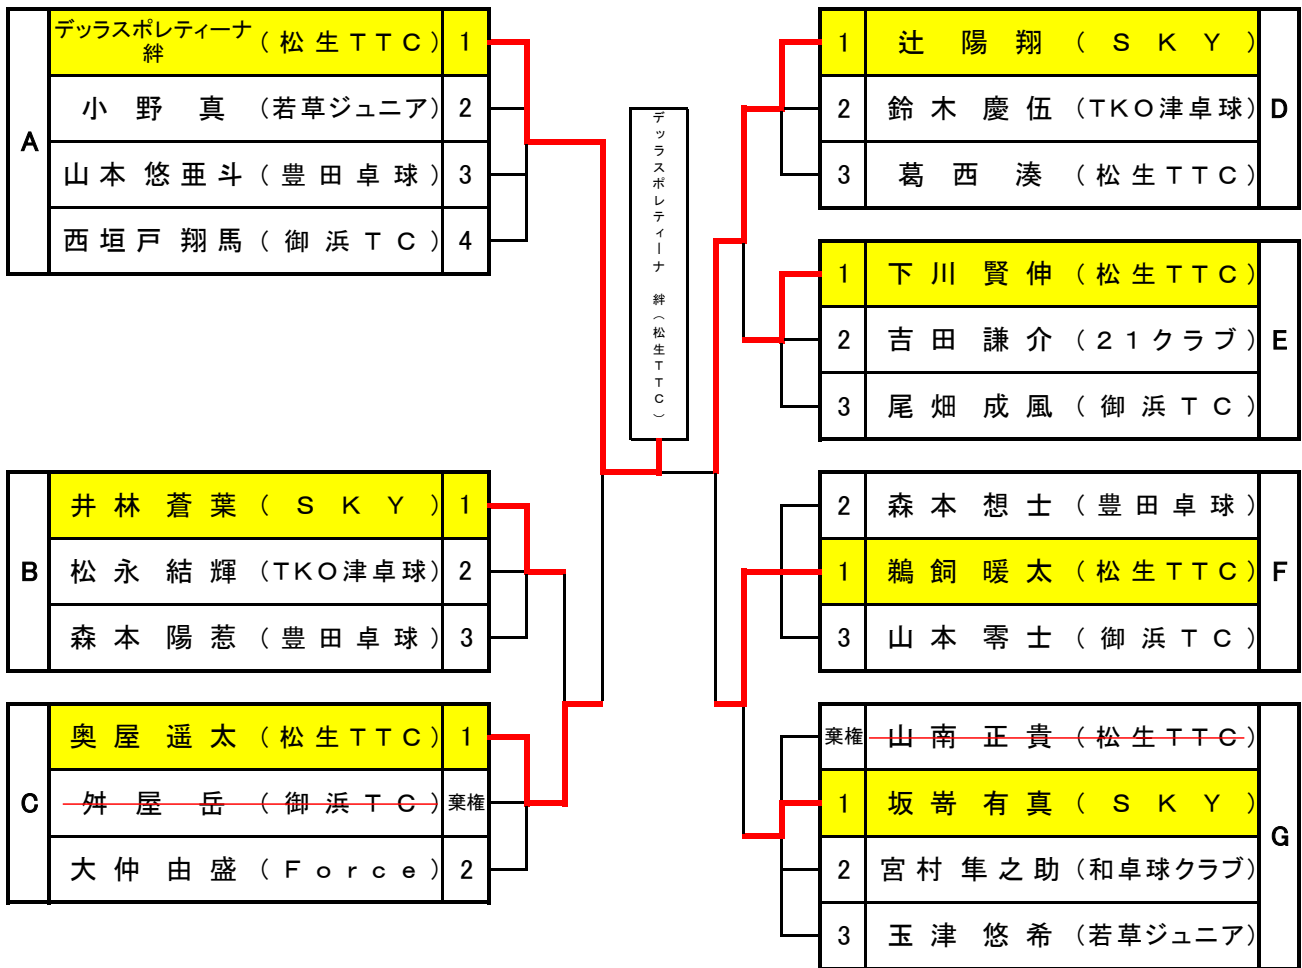 A
デッラスポレティーナ
絆 (松生TTC) 1
小野 真 (若草ジュニア) 2
山本 悠亜斗 (豊田卓球) 3
西垣戸 翔馬 (御浜TC) 4
B
井林 蒼葉 (SKY) 1
松永 結輝 (TKO津卓球) 2
森本 陽惹 (豊田卓球) 3
C
奥屋 遥太 (松生TTC) 1
舛屋 岳 (御浜TC) 棄権
大仲 由盛 (Force) 2
デッラスポレティーナ 絆(松生TTC)
D
1 辻 陽翔 (SKY)
2 鈴木 慶伍 (TKO津卓球)
3 葛西 湊 (松生TTC)
E
1 下川 賢伸 (松生TTC)
2 吉田 謙介 (21クラブ)
3 尾畑 成風 (御浜TC)
F
2 森本 想士 (豊田卓球)
1 鵜飼 暖太 (松生TTC)
3 山本 零士 (御浜TC)
G
棄権 山南 正貴 (松生TTC)
1 坂嵜 有真 (SKY)
2 宮村 隼之助 (和卓球クラブ)
3 玉津 悠希 (若草ジュニア)